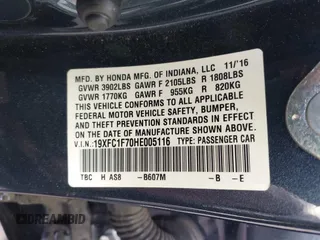 MFD. BY HONDA MFG. OF INDIANA, LLC 11/'16
GVWR 3902LBS GAWR F 2105LBS R 1808LBS
GVWR 1770KG GAWR F 955KG R 820KG
THIS VEHICLE CONFORMS TO ALL APPLICABLE
FEDERAL MOTOR VEHICLE SAFETY, BUMPER,
AND THEFT PREVENTION STANDARDS IN EFFECT
ON THE DATE OF MANUFACTURE SHOWN ABOVE.
V.I.N.:19XFC1F70HE005116 TYPE: PASSENGER CAR
TBC H AS8 -B607M -B -E
DREAMBID